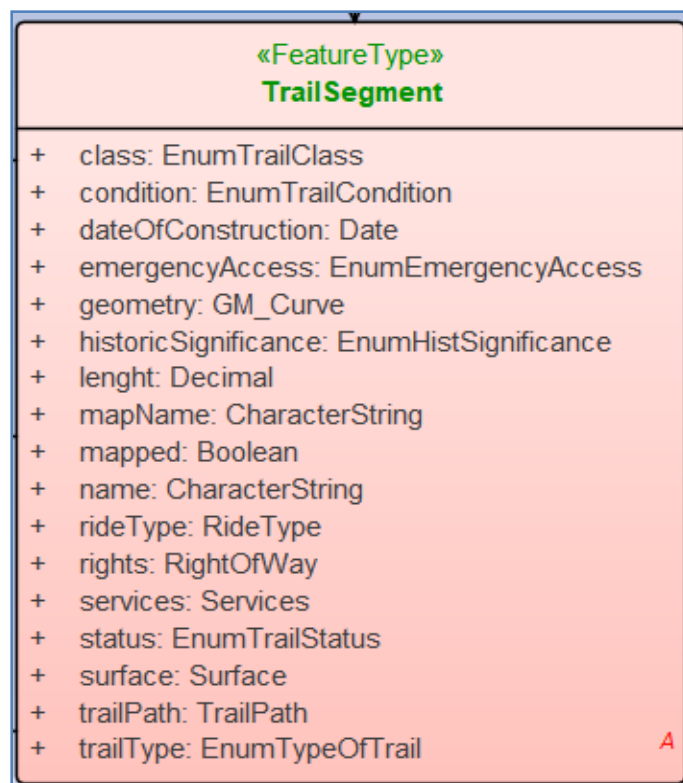 «FeatureType»
TrailSegment
+ class: EnumTrailClass
+ condition: EnumTrailCondition
+ dateOfConstruction: Date
+ emergencyAccess: EnumEmergencyAccess
+ geometry: GM_Curve
+ historicSignificance: EnumHistSignificance
+ lenght: Decimal
+ mapName: CharacterString
+ mapped: Boolean
+ name: CharacterString
+ rideType: RideType
+ rights: RightOfWay
+ services: Services
+ status: EnumTrailStatus
+ surface: Surface
+ trailPath: TrailPath
+ trailType: EnumTypeOfTrail A